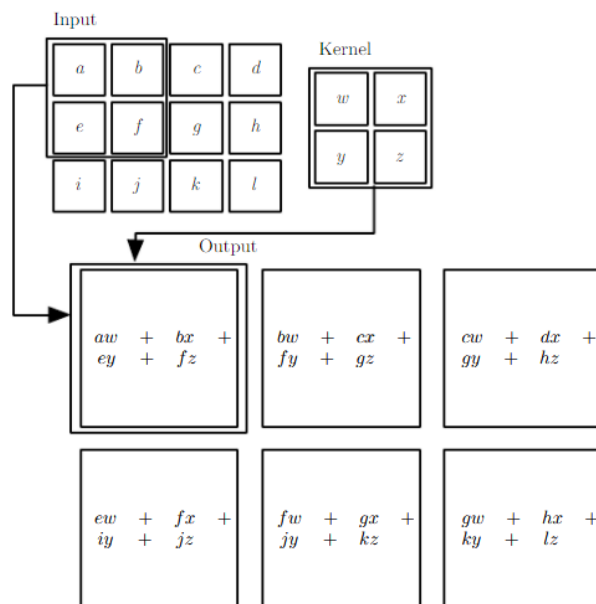 Input
a b c d
e f g h
i j k l
Kernel
w x
y z
Output
aw + bx +
ey + fz
bw + cx +
fy + gz
cw + dx +
gy + hz
ew + fx +
iy + jz
fw + gx +
jy + kz
gw + hx +
ky + lz